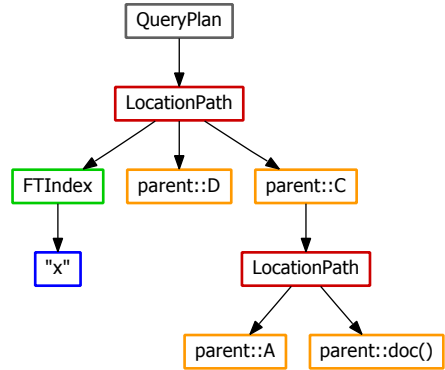 QueryPlan
LocationPath
FTIndex
parent::D
parent::C
"x"
LocationPath
parent::A
parent::doc()